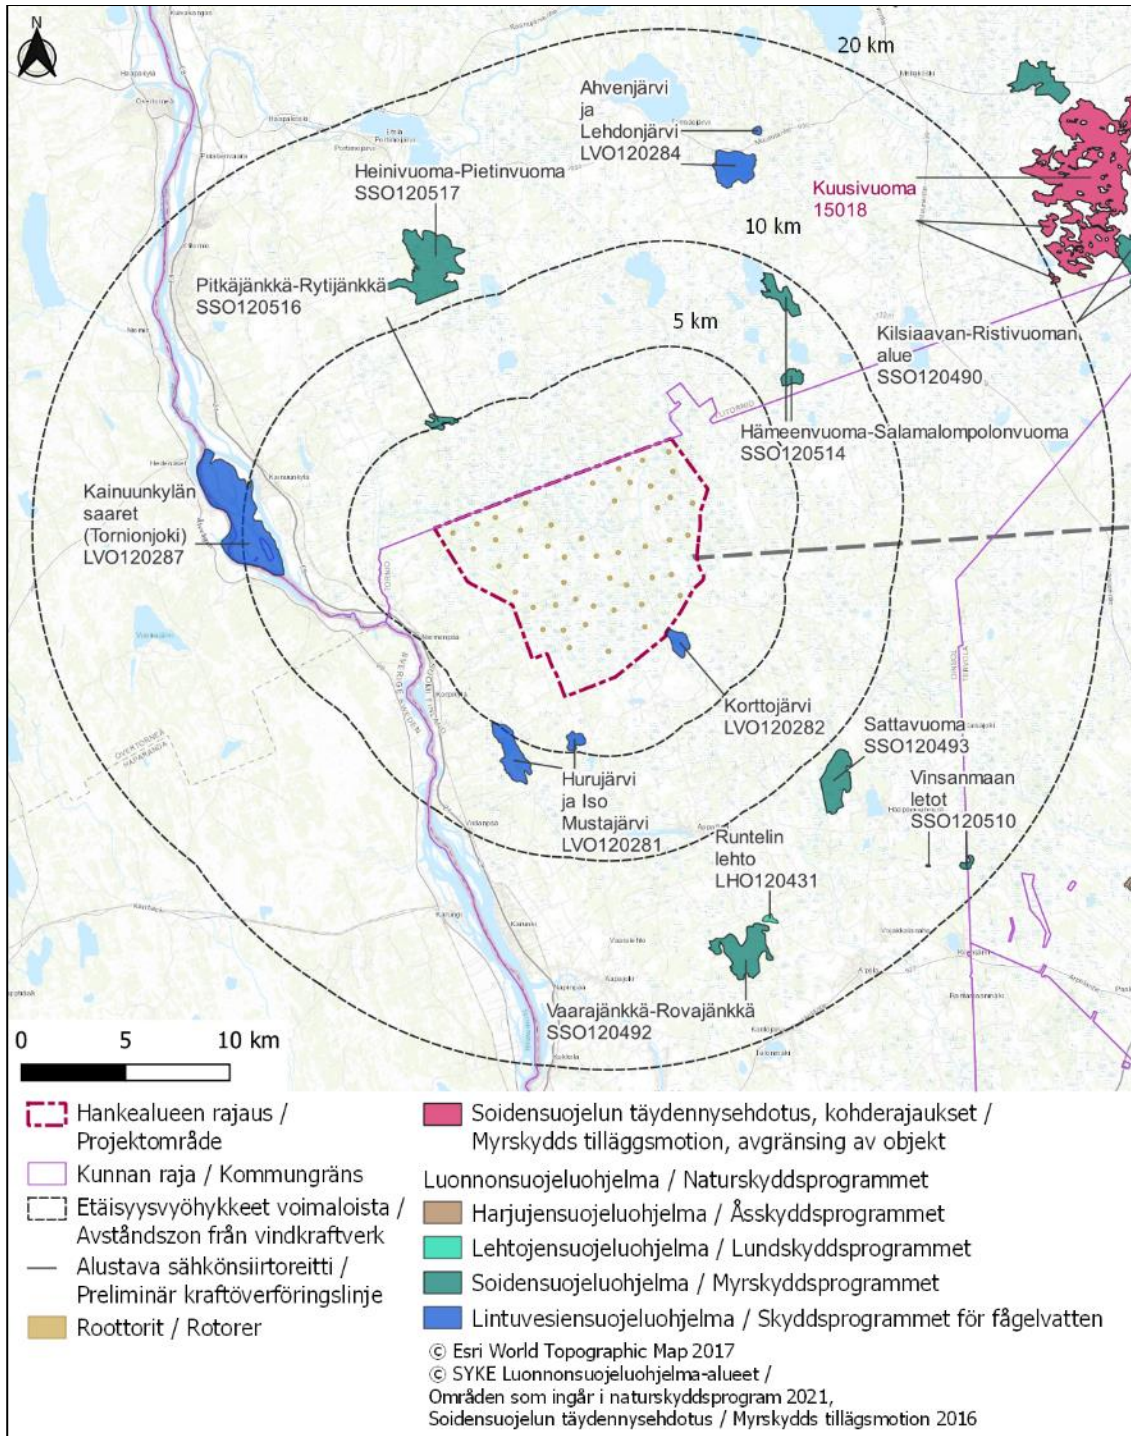 N
20 km
Ahvenjärvi
ja
Lehdonjärvi
LVO120284
Heinivuoma-Pietinvuoma
SSO120517
Kuusivuoma
15018
10 km
Pitkäjänkkä-Rytijänkkä
SSO120516
5 km
Kilsiaavan-Ristivuoman
alue
SSO120490
Hämeenvuoma-Salamalompolonvuoma
SSO120514
Kainuunkylän
saaret
(Tornionjoki)
LVO120287
Korttojärvi
LVO120282
Sattavuoma
SSO120493
Hurujärvi
ja Iso
Mustajärvi
LVO120281
Vinsanmaan
letot
SSO120510
Runtelin
lehto
LHO120431
Vaarajänkkä-Rovajänkkä
SSO120492
0 5 10 km
Hankealueen rajaus /
Projektområde
Kunnan raja / Kommungräns
Etäisyysvyöhykkeet voimaloista /
Avståndszon från vindkraftverk
Alustava sähkönsiirtoreitti /
Preliminär kraftöverföringslinje
Roottorit / Rotorer
Soidensuojelun täydennysehdotus, kohderajaukset /
Myrskydds tilläggsmotion, avgränsing av objekt
Luonnonsuojeluohjelma / Naturskyddsprogrammet
Harjujensuojeluohjelma / Åsskyddsprogrammet
Lehtojensuojeluohjelma / Lundskyddsprogrammet
Soidensuojeluohjelma / Myrskyddsprogrammet
Lintuvesiensuojeluohjelma / Skyddsprogrammet för fågelvatten
© Esri World Topographic Map 2017
© SYKE Luonnonsuojeluohjelma-alueet /
Områden som ingår i naturskyddsprogram 2021,
Soidensuojelun täydennysehdotus / Myrskydds tillägsmotion 2016